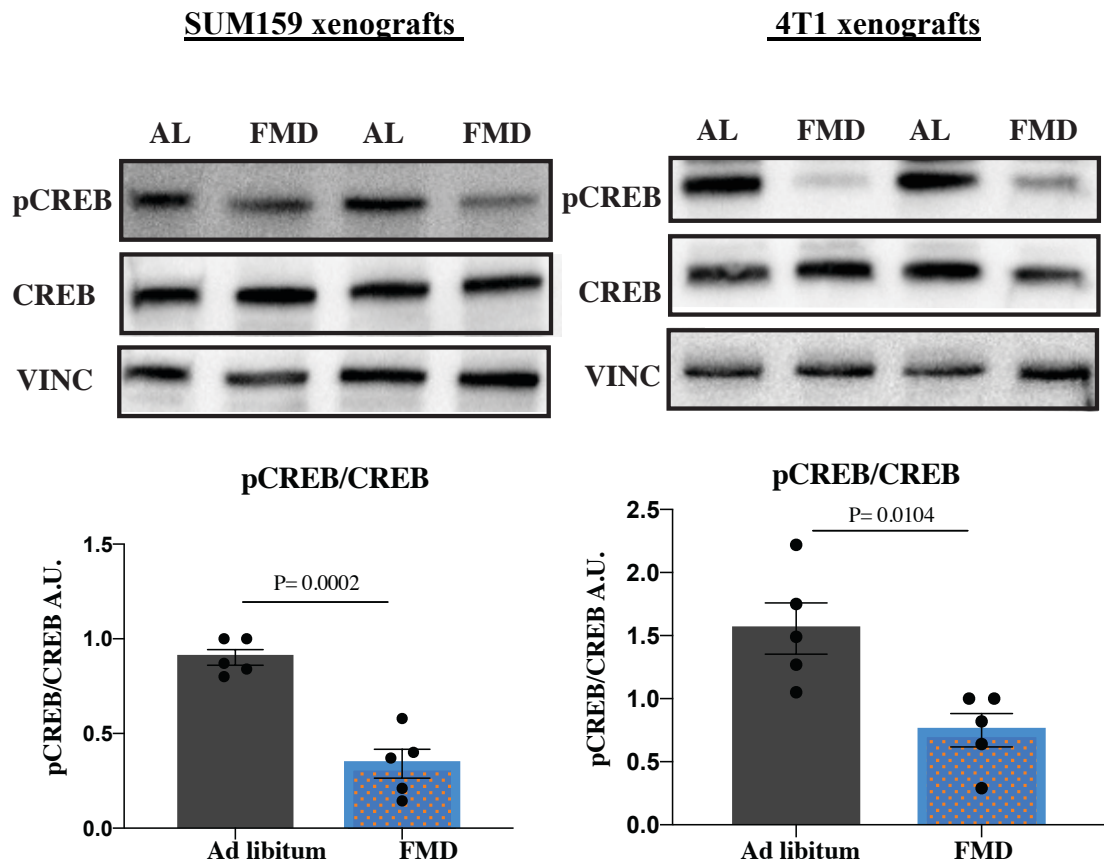 SUM159 xenografts
AL FMD AL FMD
pCREB
CREB
VINC
pCREB/CREB
pCREB/CREB A.U.
1.5
1.0
0.5
0.0
P= 0.0002
Ad libitum FMD
4T1 xenografts
AL FMD AL FMD
pCREB
CREB
VINC
pCREB/CREB
pCREB/CREB A.U.
2.5
2.0
1.5
1.0
0.5
0.0
P= 0.0104
Ad libitum FMD